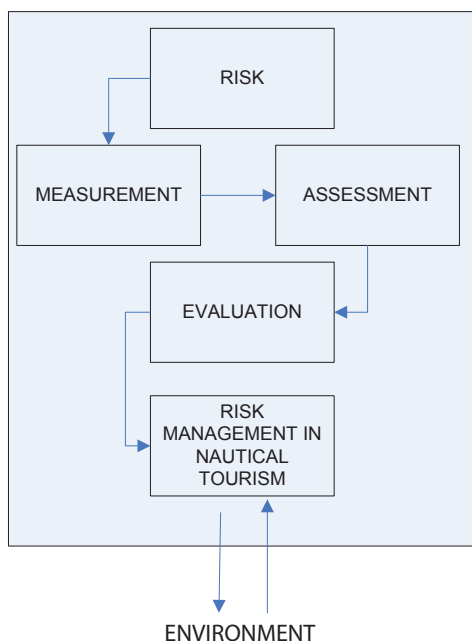 RISK
MEASUREMENT
ASSESSMENT
EVALUATION
RISK
MANAGEMENT IN
NAUTICAL
TOURISM
ENVIRONMENT